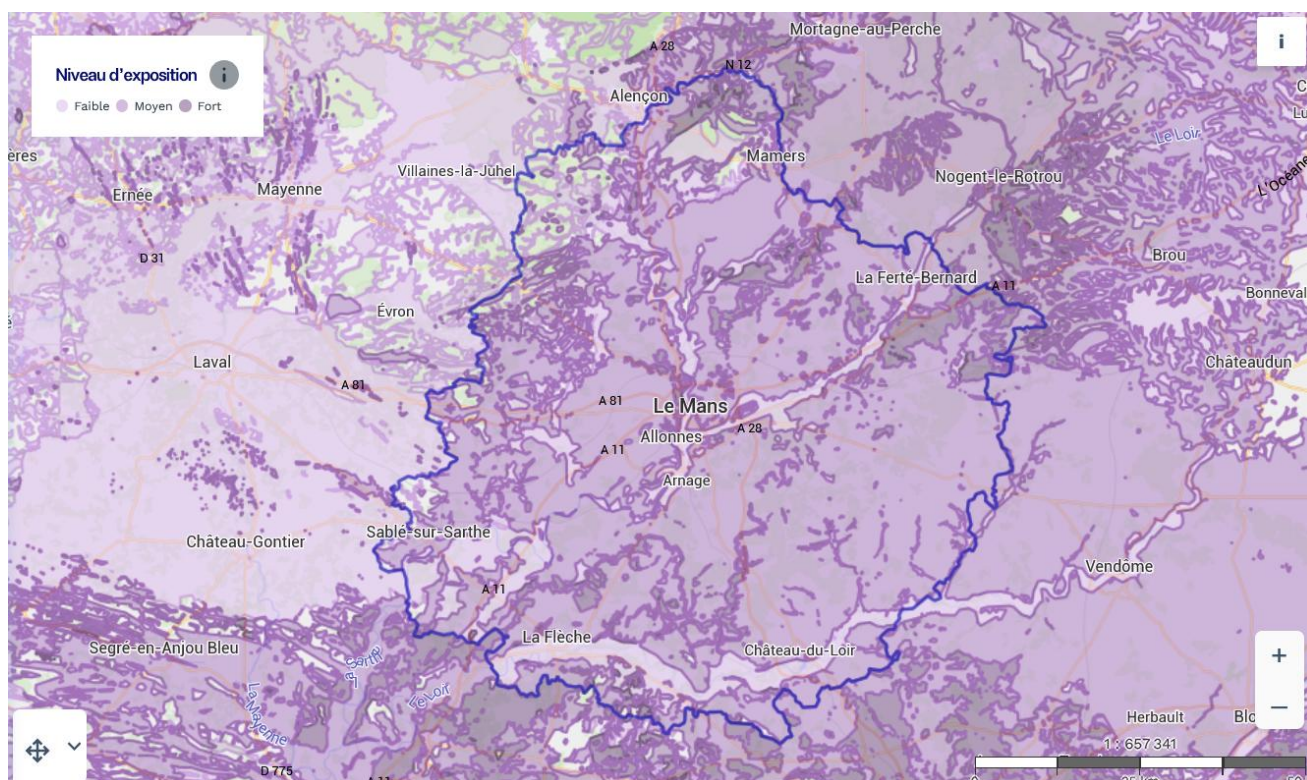 Mortagne-au-Perche
A 28
i
N 12
Niveau d'exposition i
Faible Moyen Fort
Alençon
Le Loir
Mamers
Villaines-la-Juhel
Nogent-le-Rotrou
L'Océane
Ernée
Mayenne
D 31
Brou
La Ferté-Bernard
A 11
Bonneval
Évron
Laval
Châteaudun
A 81
A 81
Le Mans
A 28
Allonnes
A 11
Arnage
Sablé-sur-Sarthe
Château-Gontier
Vendôme
A 11
La Flèche
Segré-en-Anjou Bleu
Château-du-Loir
La Sarthe
Le Loir
La Mayenne
+
−
Herbault
1 : 657 341
D 775